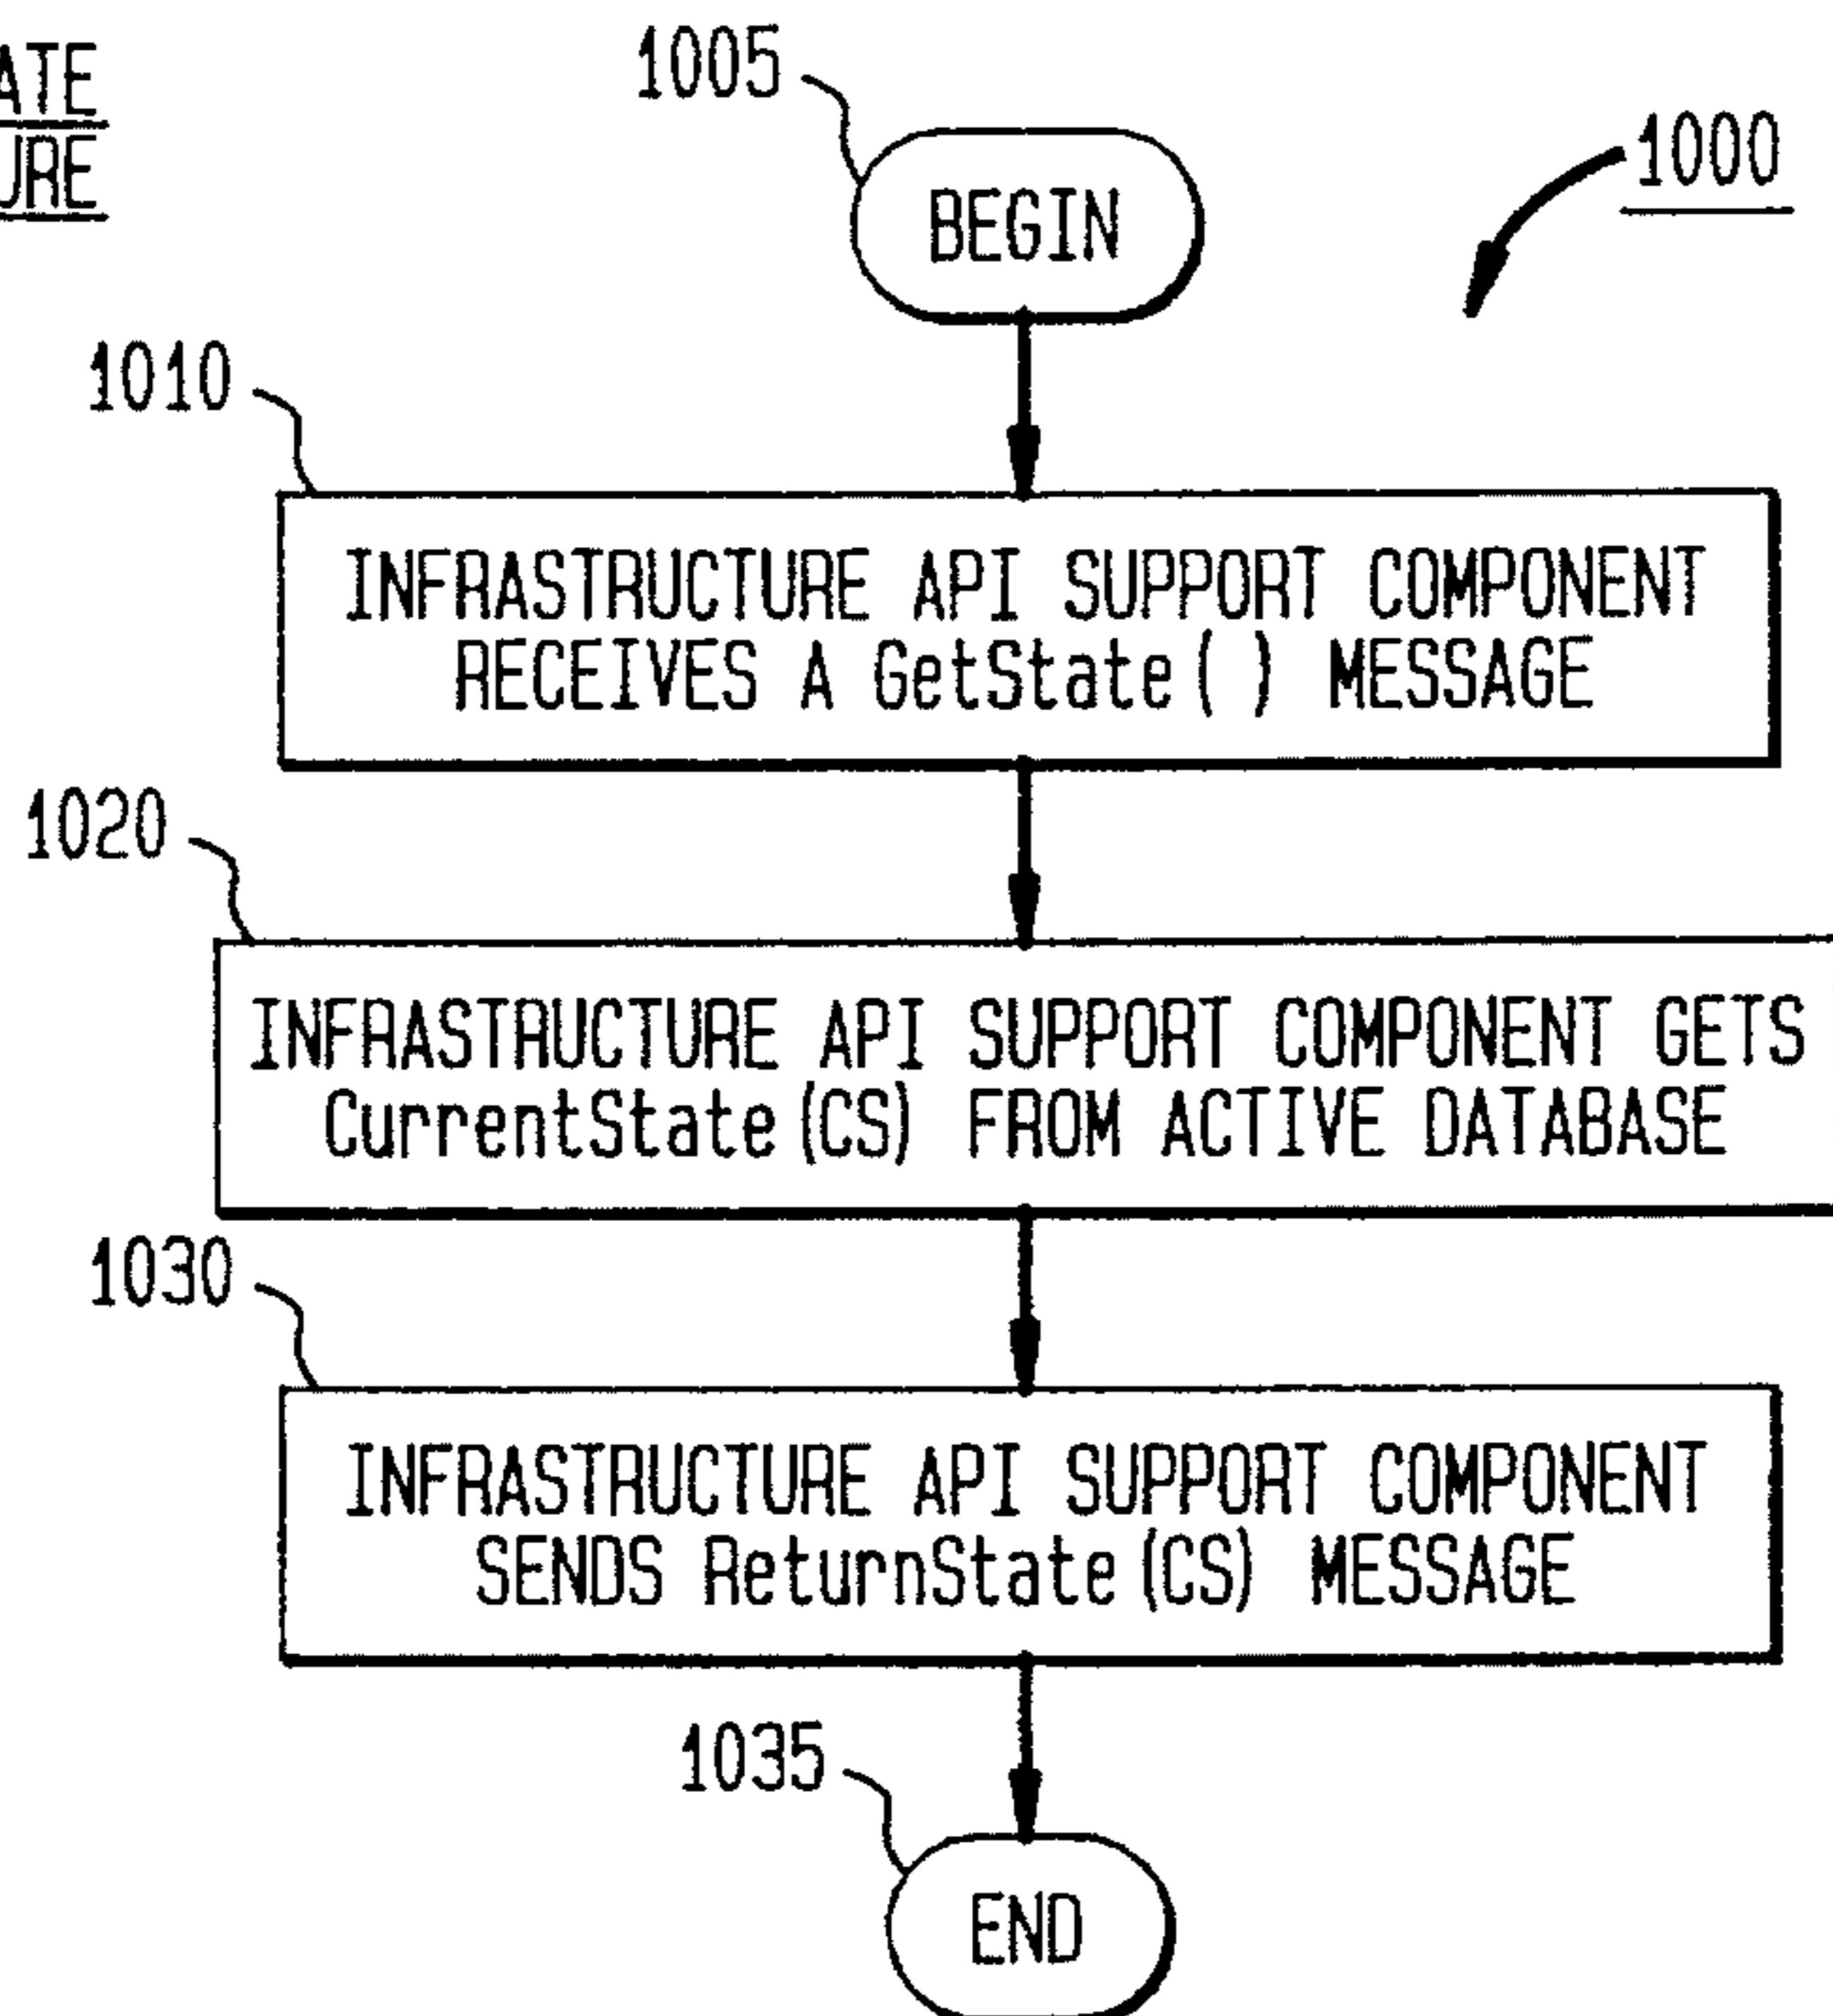 1005
1000
BEGIN
1010
INFRASTRUCTURE API SUPPORT COMPONENT
RECEIVES A GetState( ) MESSAGE
1020
INFRASTRUCTURE API SUPPORT COMPONENT GETS
CurrentState(CS) FROM ACTIVE DATABASE
1030
INFRASTRUCTURE API SUPPORT COMPONENT
SENDS ReturnState(CS) MESSAGE
1035
END